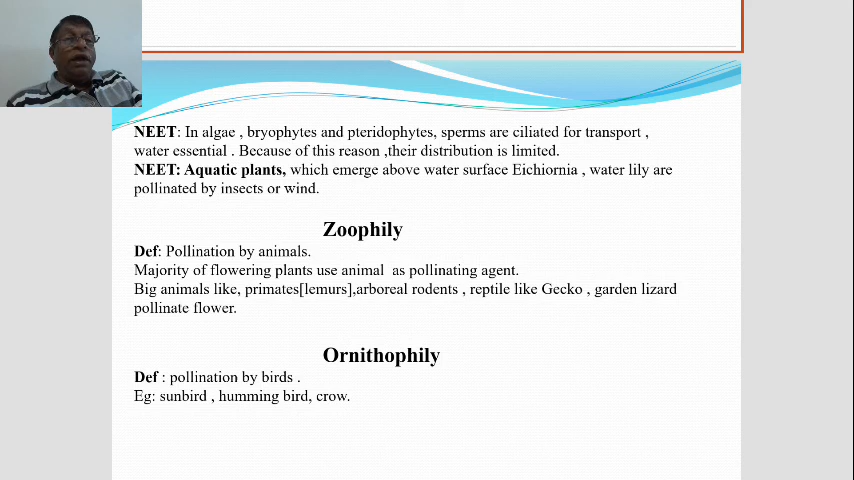 NEET: In algae , bryophytes and pteridophytes, sperms are ciliated for transport ,
water essential . Because of this reason ,their distribution is limited.
NEET: Aquatic plants, which emerge above water surface Eichiornia , water lily are
pollinated by insects or wind.
Zoophily
Def: Pollination by animals.
Majority of flowering plants use animal as pollinating agent.
Big animals like, primates[lemurs],arboreal rodents , reptile like Gecko , garden lizard
pollinate flower.
Ornithophily
Def : pollination by birds .
Eg: sunbird , humming bird, crow.